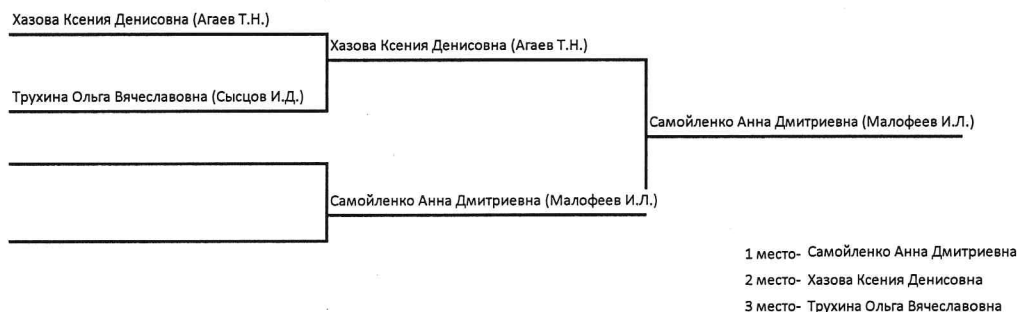 Хазова Ксения Денисовна (Агаев Т.Н.)
Хазова Ксения Денисовна (Агаев Т.Н.)
Трухина Ольга Вячеславовна (Сысцов И.Д.)
Самойленко Анна Дмитриевна (Малофеев И.Л.)
Самойленко Анна Дмитриевна (Малофеев И.Л.)
1 место- Самойленко Анна Дмитриевна
2 место- Хазова Ксения Денисовна
3 место- Трухина Ольга Вячеславовна